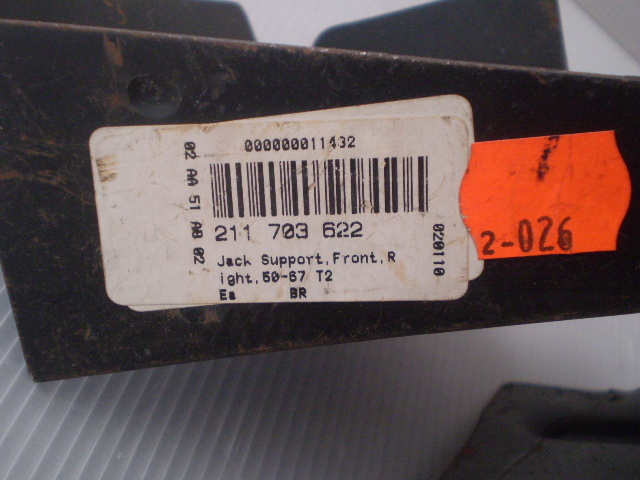 000000011432
02 AA 51 AB 02
211 703 622
020110
Jack Support,Front,R
ight,50-67 T2
Ea BR
2-026